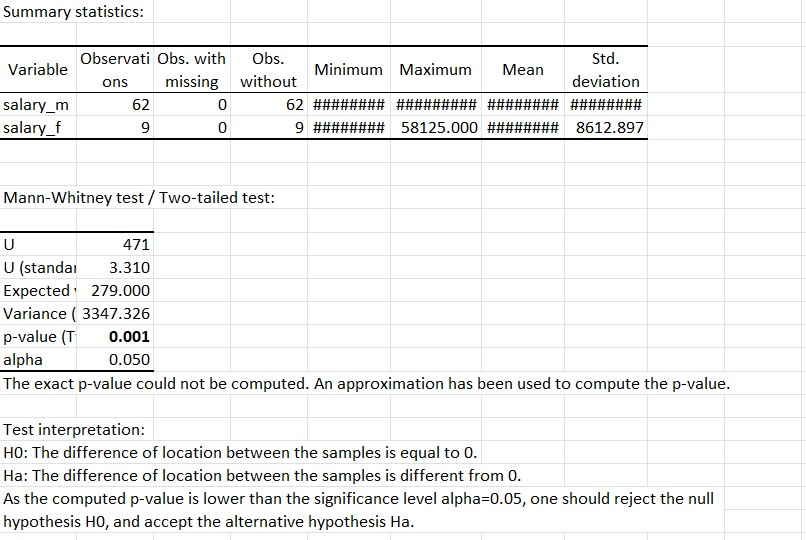 Summary statistics:
Variable Observati ons Obs. with missing Obs. without Minimum Maximum Mean Std. deviation
salary_m 62 0 62 ######## ######### ######## ########
salary_f 9 0 9 ######## 58125.000 ######## 8612.897
Mann-Whitney test / Two-tailed test:
U 471
U (standar 3.310
Expected 279.000
Variance ( 3347.326
p-value (T 0.001
alpha 0.050
The exact p-value could not be computed. An approximation has been used to compute the p-value.
Test interpretation:
H0: The difference of location between the samples is equal to 0.
Ha: The difference of location between the samples is different from 0.
As the computed p-value is lower than the significance level alpha=0.05, one should reject the null
hypothesis H0, and accept the alternative hypothesis Ha.